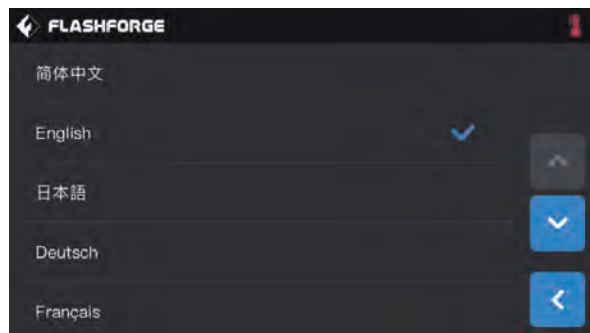 FLASHFORGE
简体中文
English
日本語
Deutsch
Français